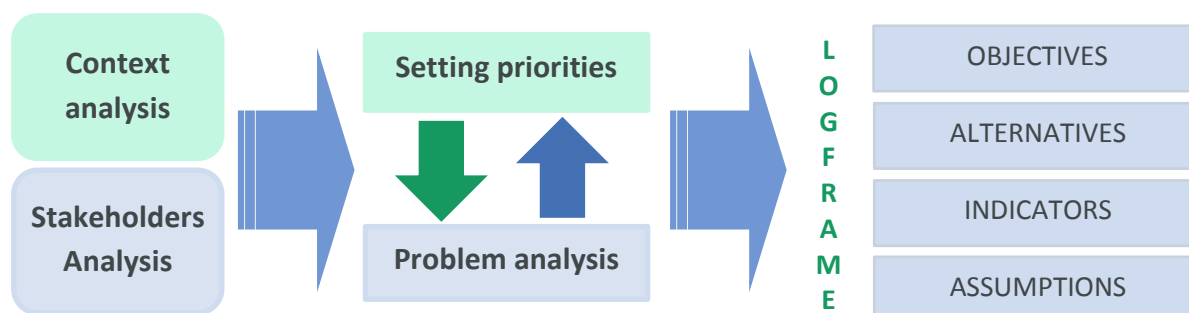 Context
analysis
Stakeholders
Analysis
Setting priorities
Problem analysis
L
O
G
F
R
A
M
E
OBJECTIVES
ALTERNATIVES
INDICATORS
ASSUMPTIONS